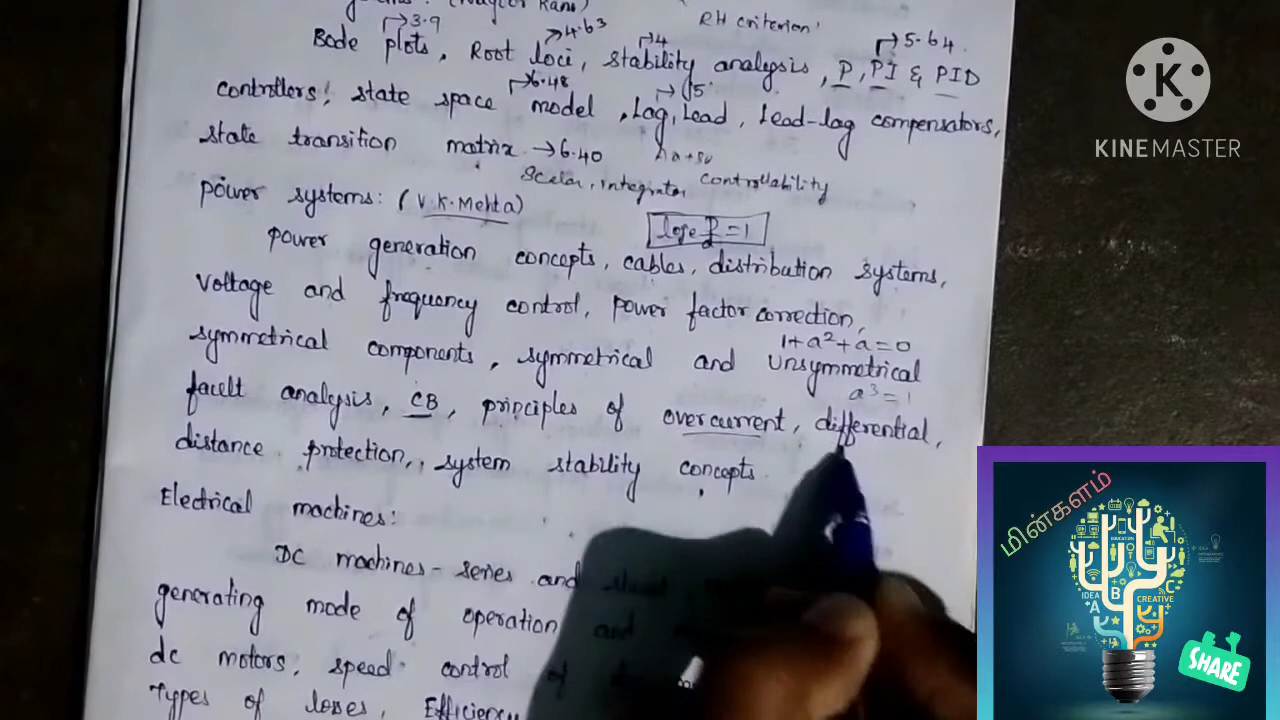 (Nagoor Kani)
RH criterion
→3.9 →4.63 →4 →5.64
Bode plots, Root loci, stability analysis, P, PI & PID
→6.48 →1.5
controllers, state space model, Lag, Lead, Lead-lag compensators,
state transition matrix →6.40
scalar, integrator controllability
power systems: (V.K.Mehta)
power generation concepts, cables, distribution systems,
Voltage and frequency control, power factor correction,
1+a²+a=0
symmetrical components, symmetrical and unsymmetrical
a³=1
fault analysis, CB, principles of overcurrent, differential,
distance protection, system stability concepts
Electrical machines:
DC machines - series and
generating mode of operation and
dc motors, speed control of
Types of losses, Efficiency
K
KINEMASTER
மின்களம்
IDEA
A
B
C
CREATIVE
SHARE